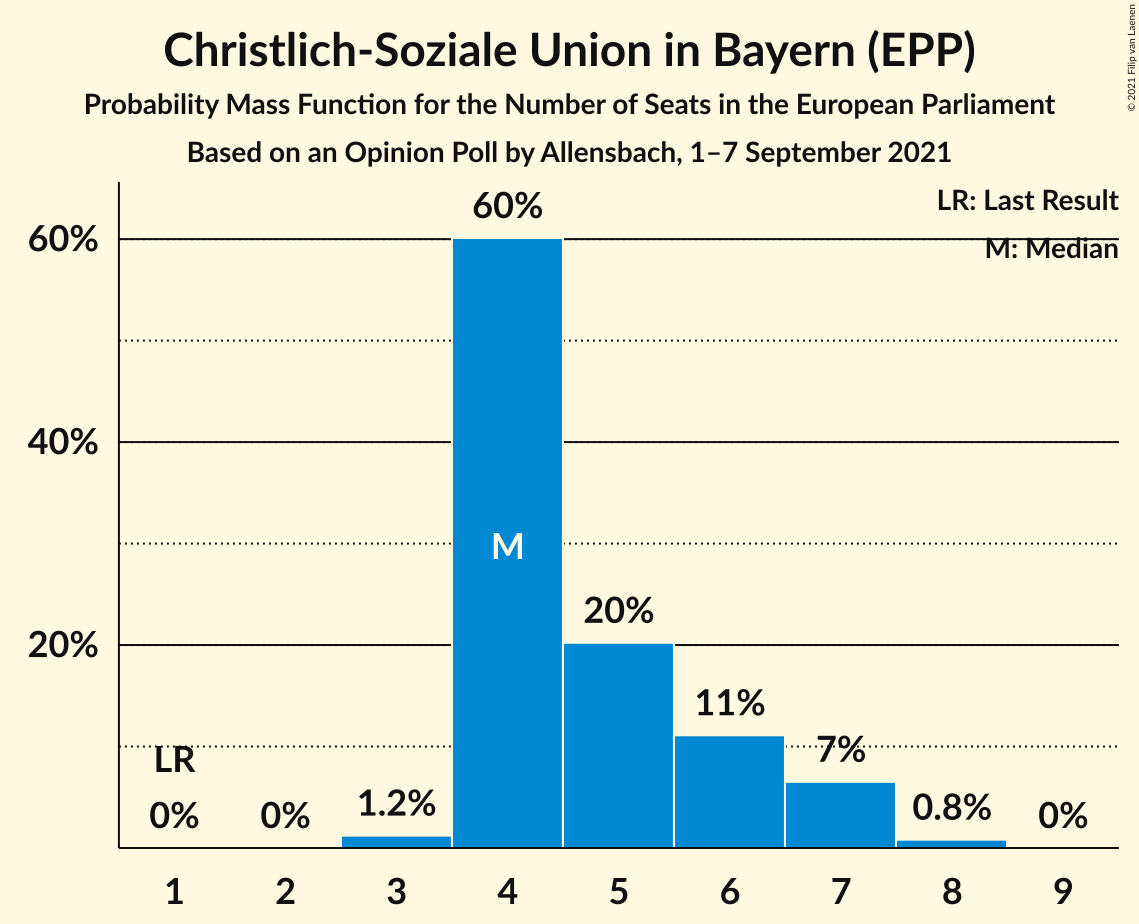 Christlich-Soziale Union in Bayern (EPP)
Probability Mass Function for the Number of Seats in the European Parliament
Based on an Opinion Poll by Allensbach, 1–7 September 2021
© 2021 Filip van Laenen
LR: Last Result
M: Median
60%
40%
20%
LR
0%
0%
1.2%
60%
M
20%
11%
7%
0.8%
0%
1 2 3 4 5 6 7 8 9